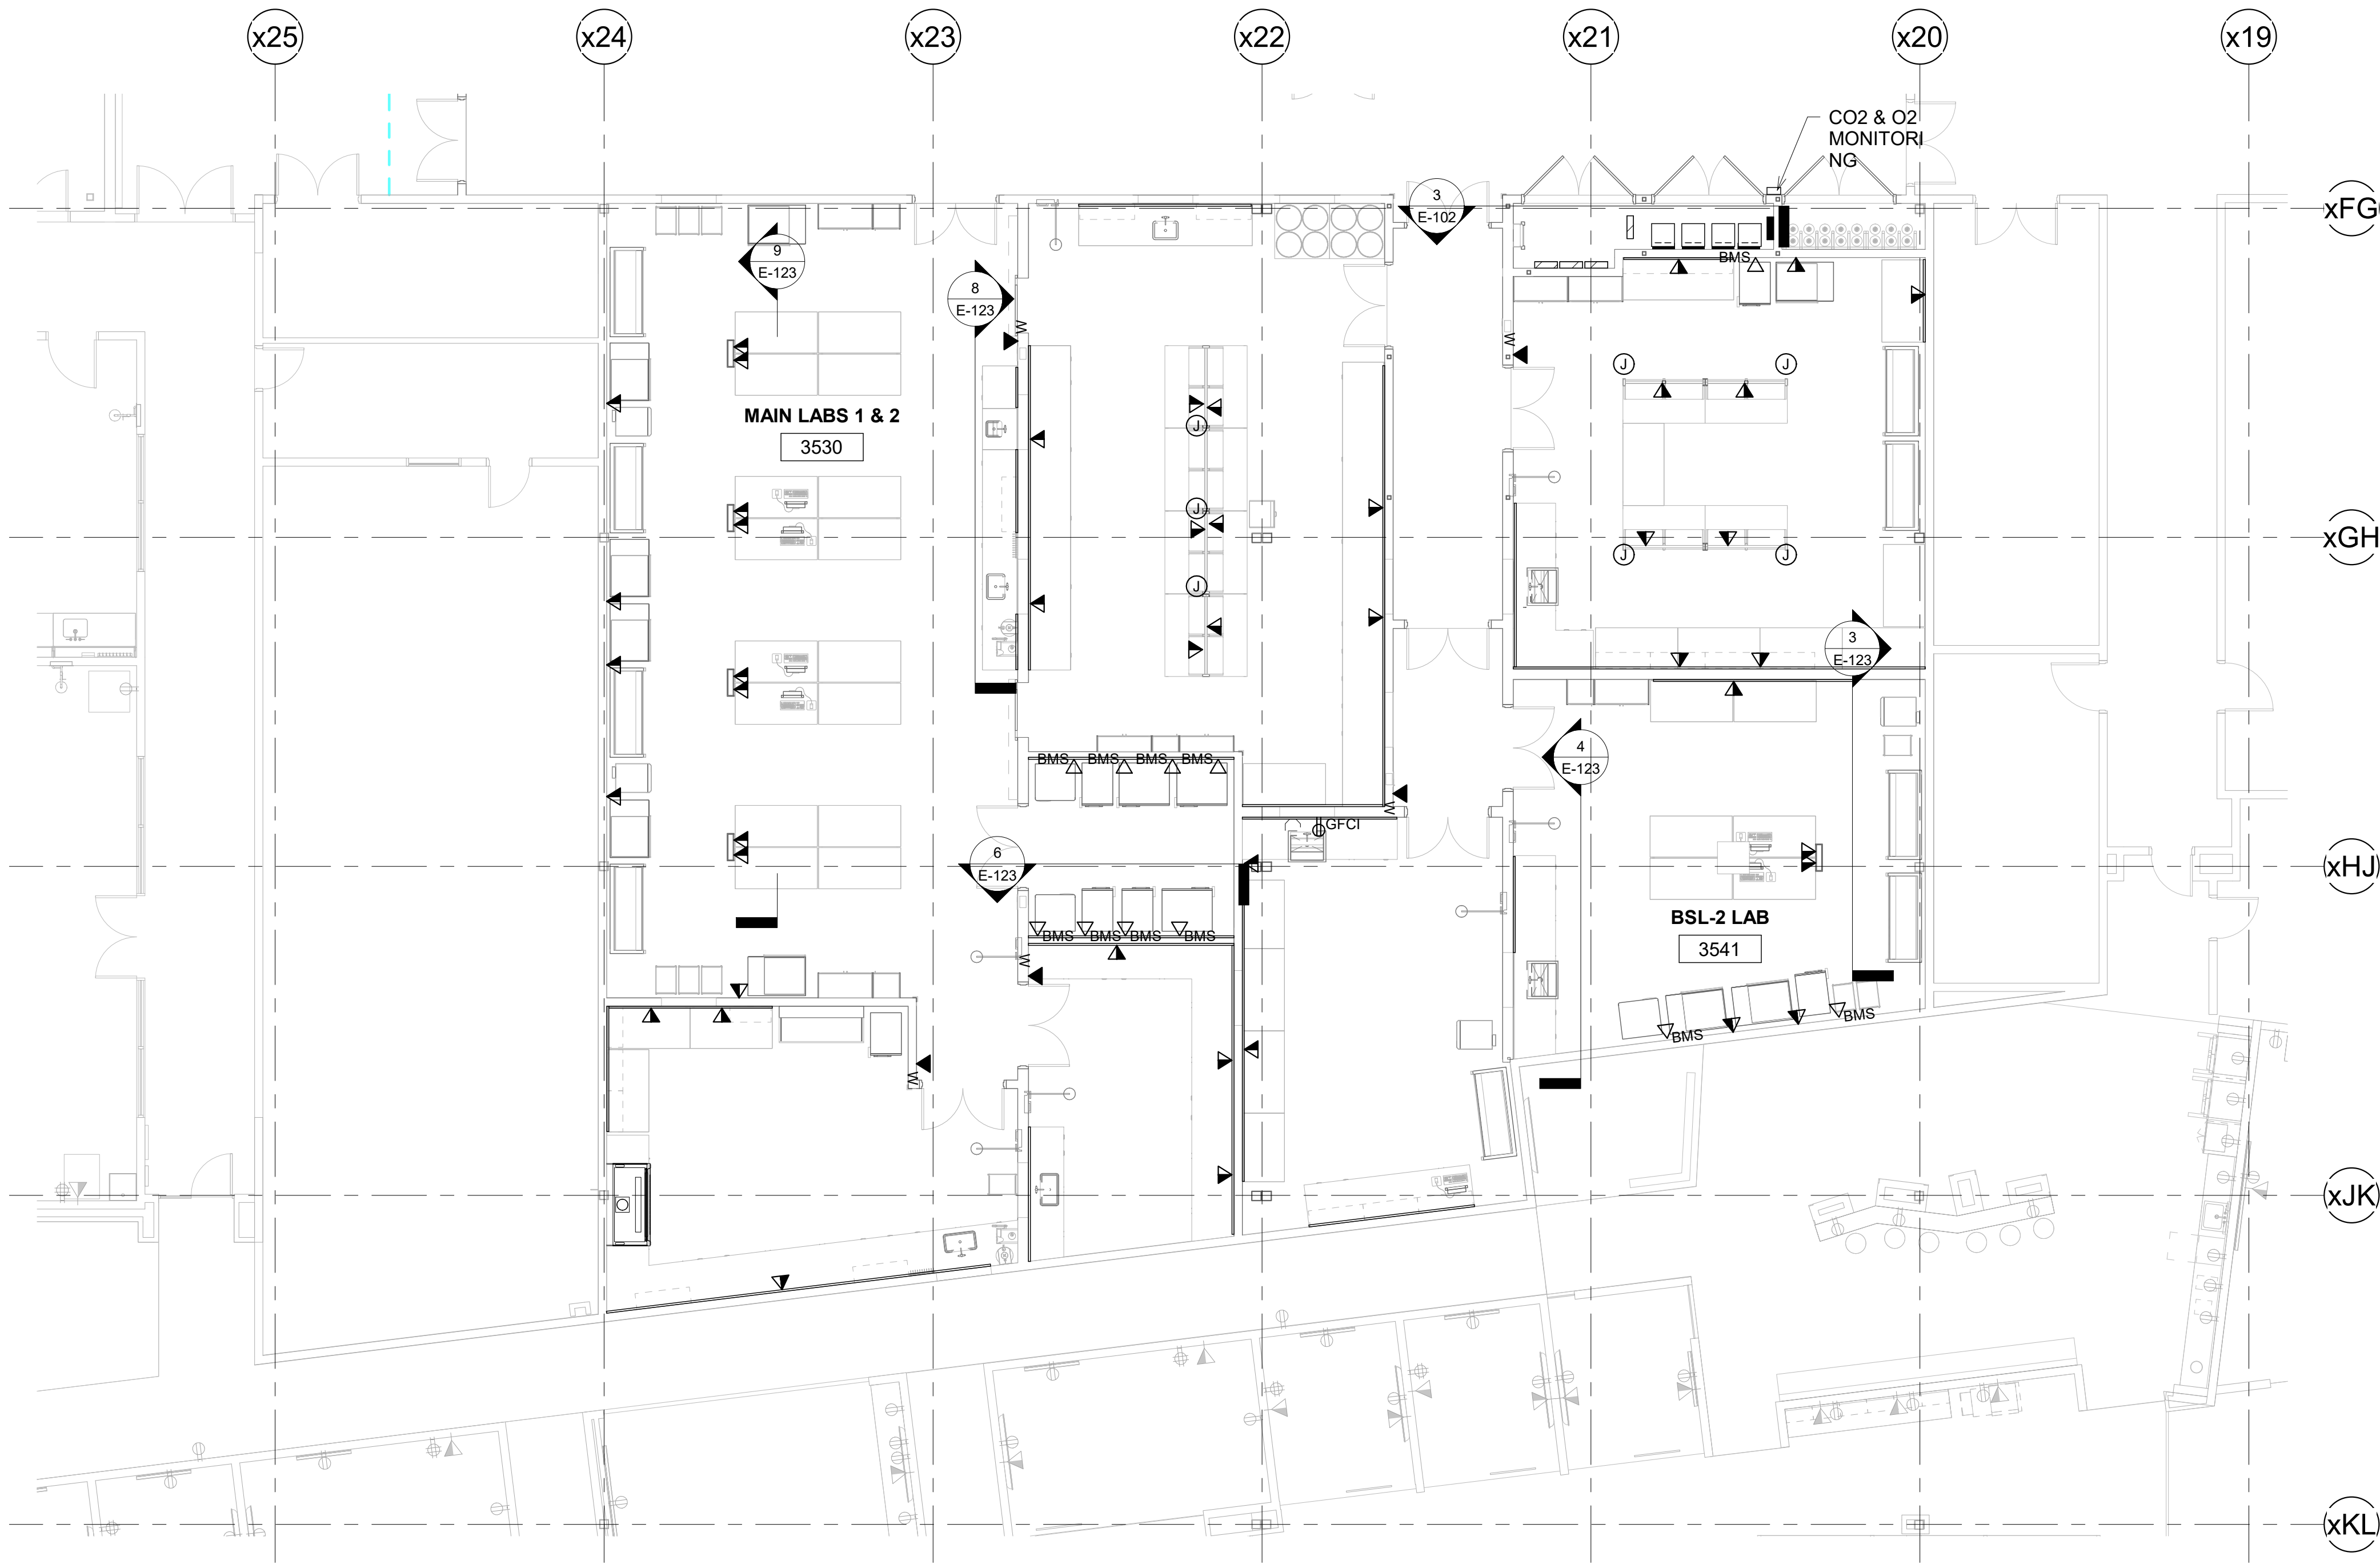 x25
x24
x23
x22
x21
x20
x19
CO2 & O2
MONITORI
NG
3
E-102
xFG
9
E-123
BMS
8
E-123
W
W
J
J
MAIN LABS 1 & 2
3530
J
J
xGH
J
J
J
3
E-123
4
E-123
BMS
BMS
BMS
BMS
W
GFCI
6
E-123
xHJ
BSL-2 LAB
3541
BMS
BMS
BMS
BMS
W
BMS
BMS
W
xJK
xKL